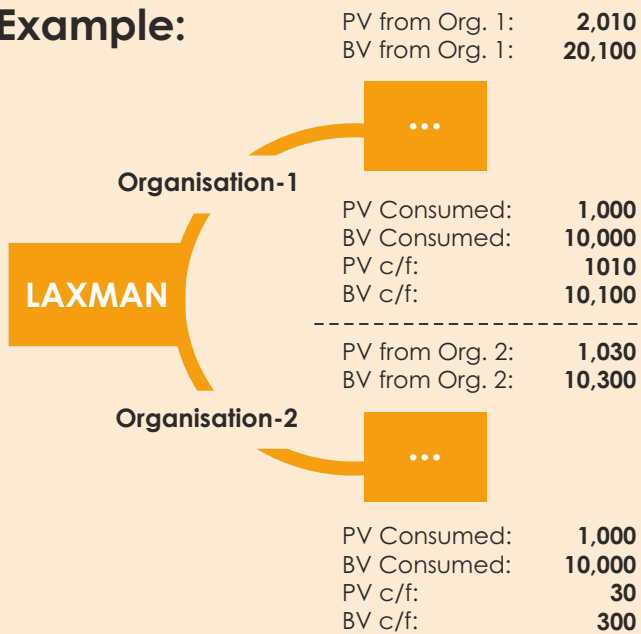 Example:
PV from Org. 1: 2,010
BV from Org. 1: 20,100
...
Organisation-1
PV Consumed: 1,000
BV Consumed: 10,000
PV c/f: 1010
BV c/f: 10,100
LAXMAN
PV from Org. 2: 1,030
BV from Org. 2: 10,300
Organisation-2
...
PV Consumed: 1,000
BV Consumed: 10,000
PV c/f: 30
BV c/f: 300